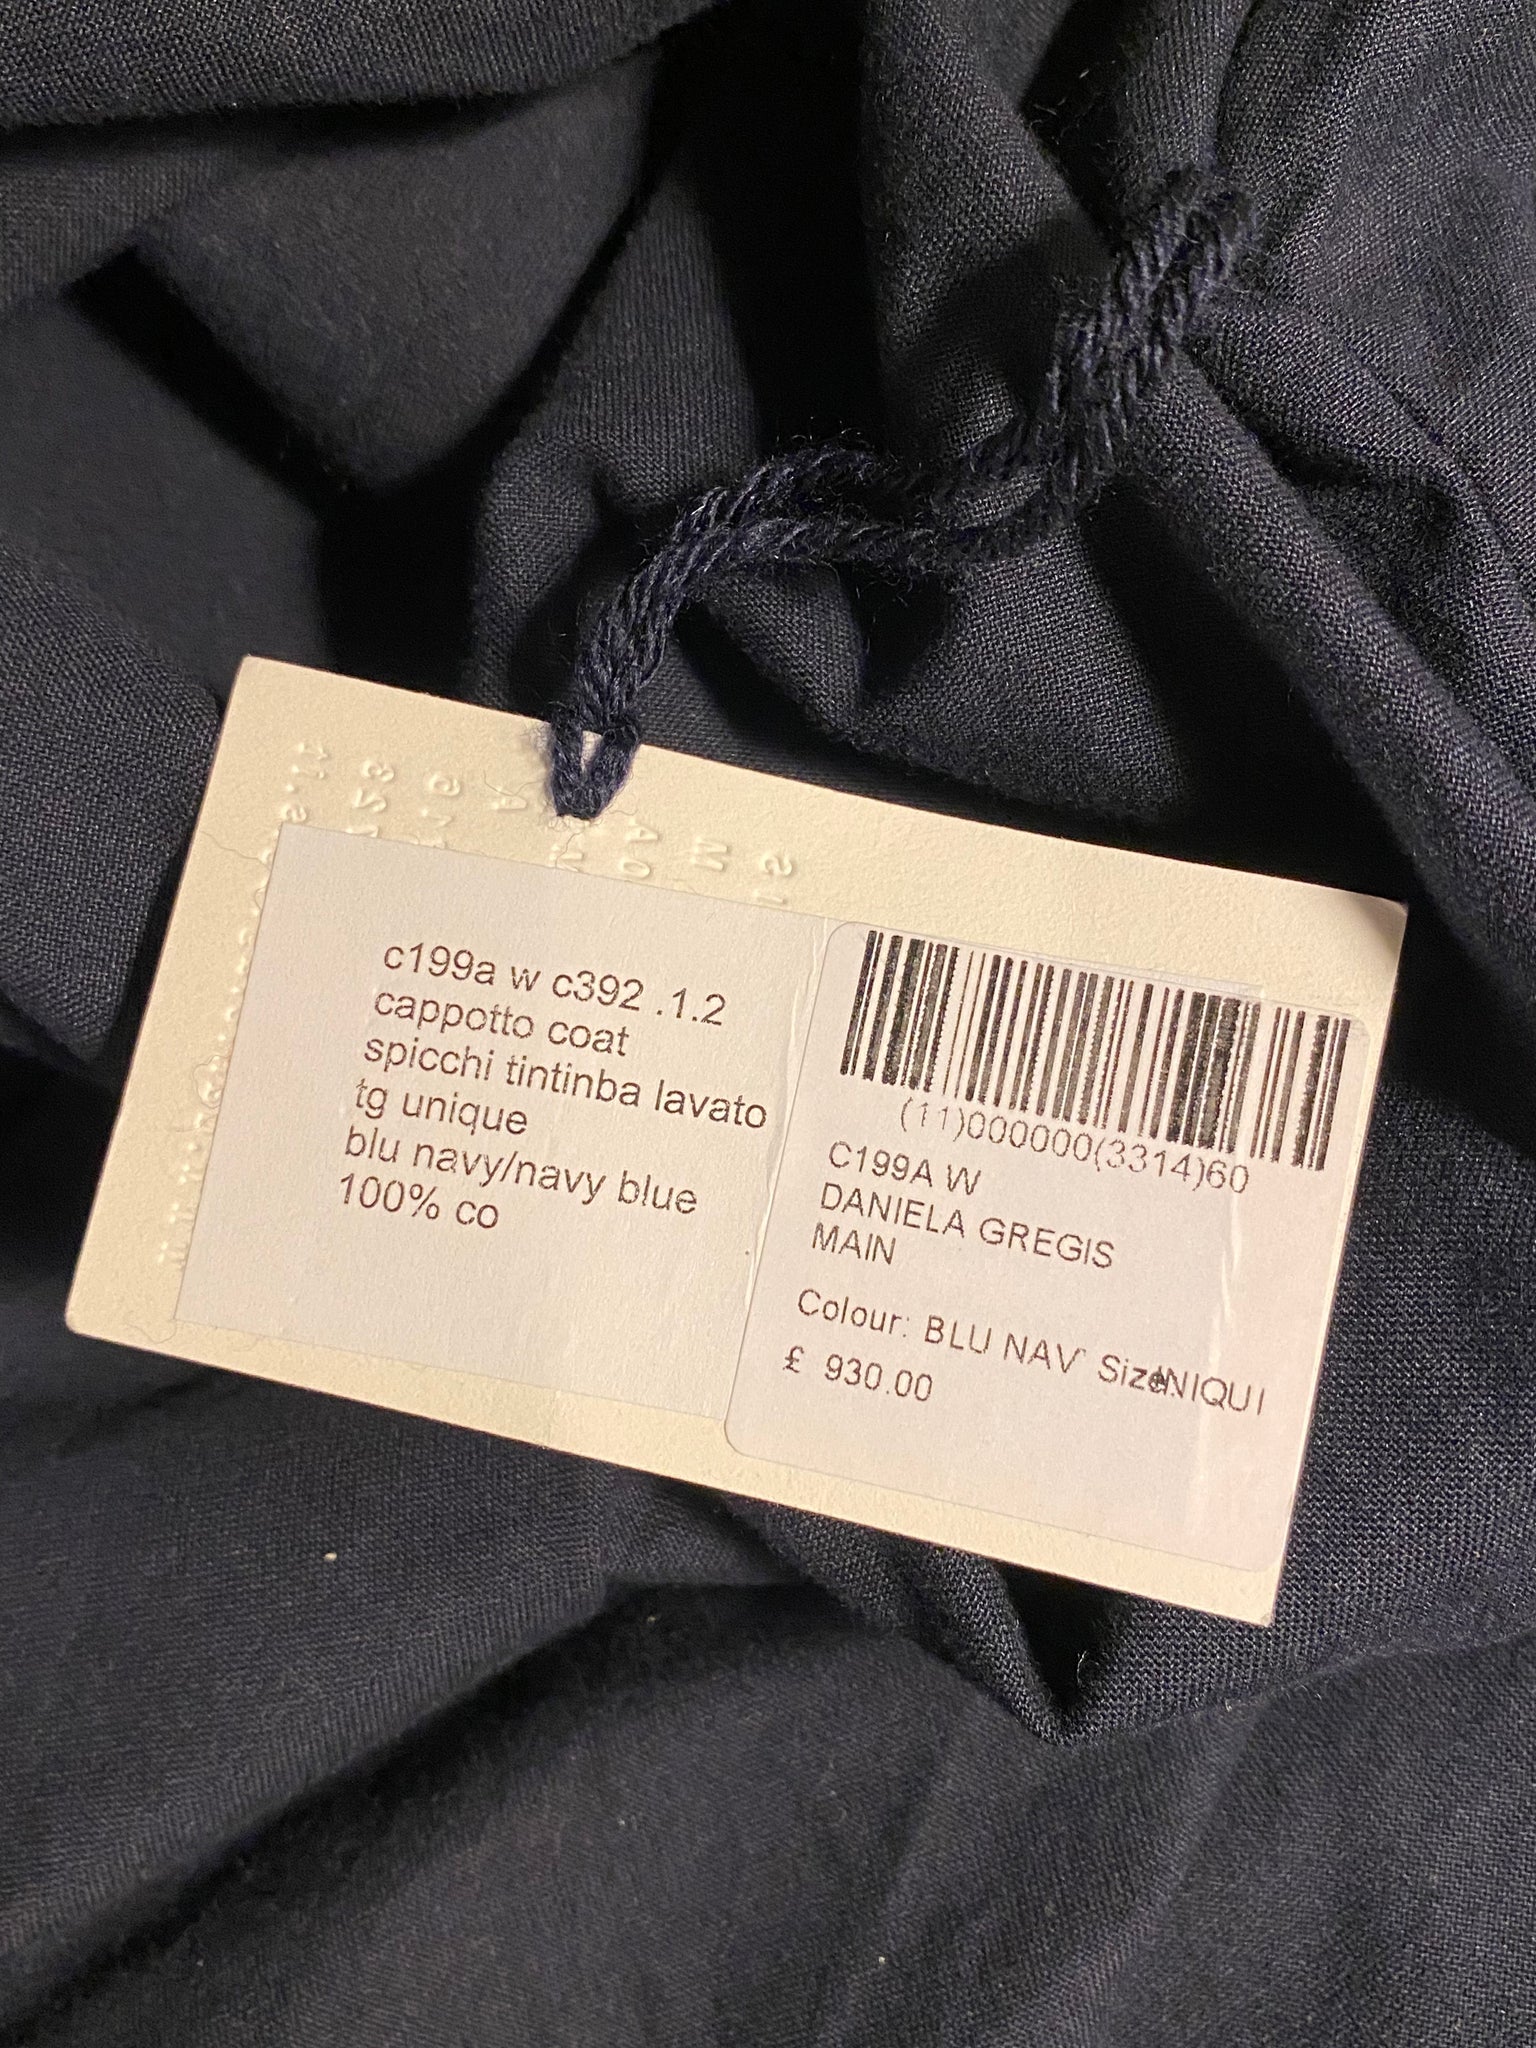 c199a w c392 .1.2
cappotto coat
spicchi tintinba lavato
tg unique
blu navy/navy blue
100% co
(11)000000(3314)60
C199A W
DANIELA GREGIS
MAIN
Colour: BLU NAV Size: UNIQUI
£ 930.00